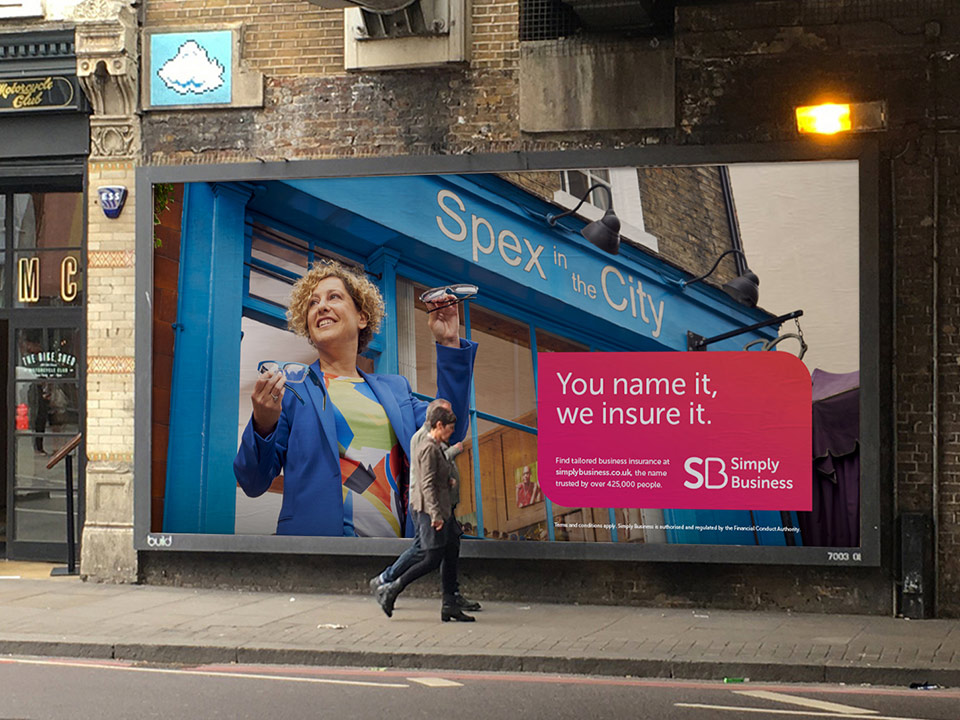 Motorcycle
Club
ESS
M C
THE BIKE SHED
MOTORCYCLE CLUB
Spex in the City
You name it,
we insure it.
Find tailored business insurance at
simplybusiness.co.uk, the name
trusted by over 425,000 people.
SB Simply
Business
Terms and conditions apply. Simply Business is authorised and regulated by the Financial Conduct Authority.
build
7003 01